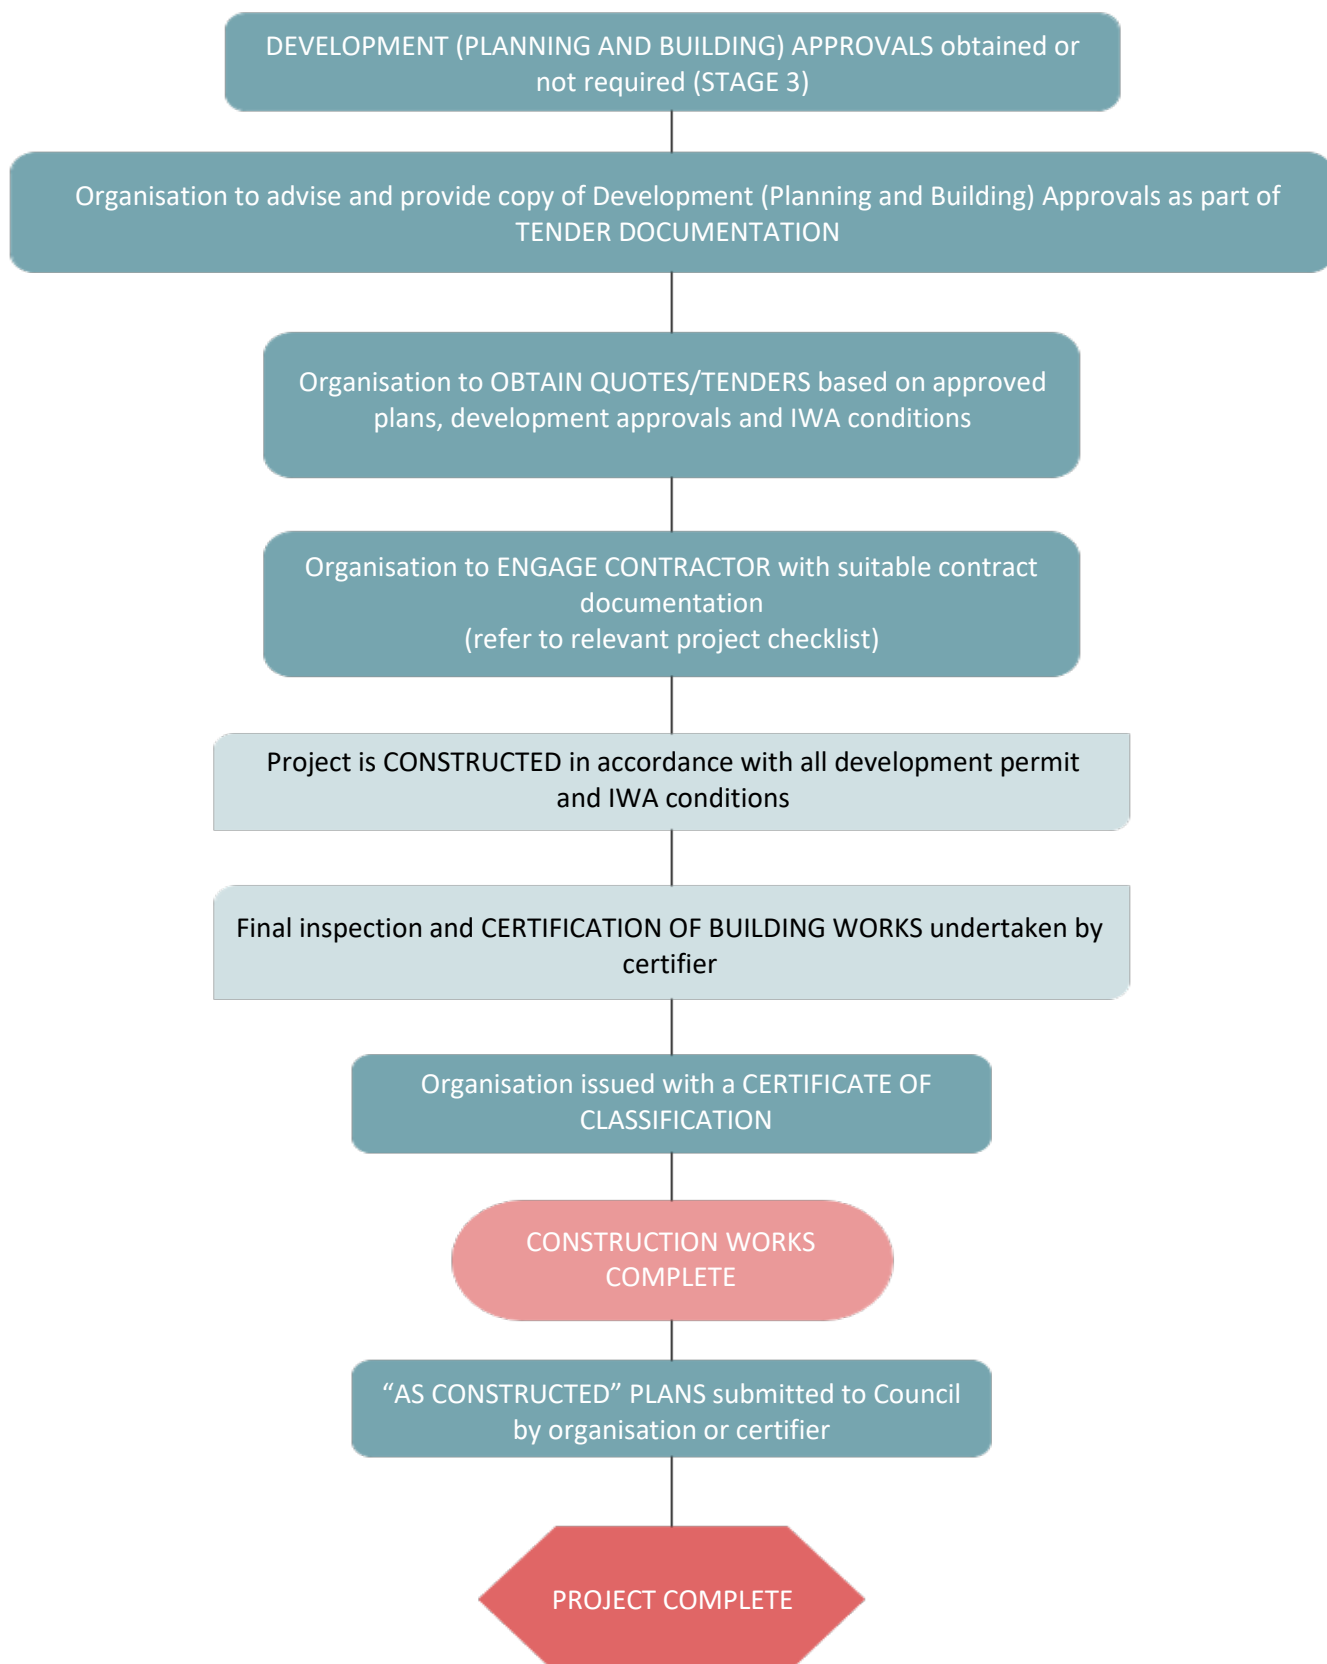 DEVELOPMENT (PLANNING AND BUILDING) APPROVALS obtained or
not required (STAGE 3)
Organisation to advise and provide copy of Development (Planning and Building) Approvals as part of
TENDER DOCUMENTATION
Organisation to OBTAIN QUOTES/TENDERS based on approved
plans, development approvals and IWA conditions
Organisation to ENGAGE CONTRACTOR with suitable contract
documentation
(refer to relevant project checklist)
Project is CONSTRUCTED in accordance with all development permit
and IWA conditions
Final inspection and CERTIFICATION OF BUILDING WORKS undertaken by
certifier
Organisation issued with a CERTIFICATE OF
CLASSIFICATION
CONSTRUCTION WORKS
COMPLETE
“AS CONSTRUCTED” PLANS submitted to Council
by organisation or certifier
PROJECT COMPLETE